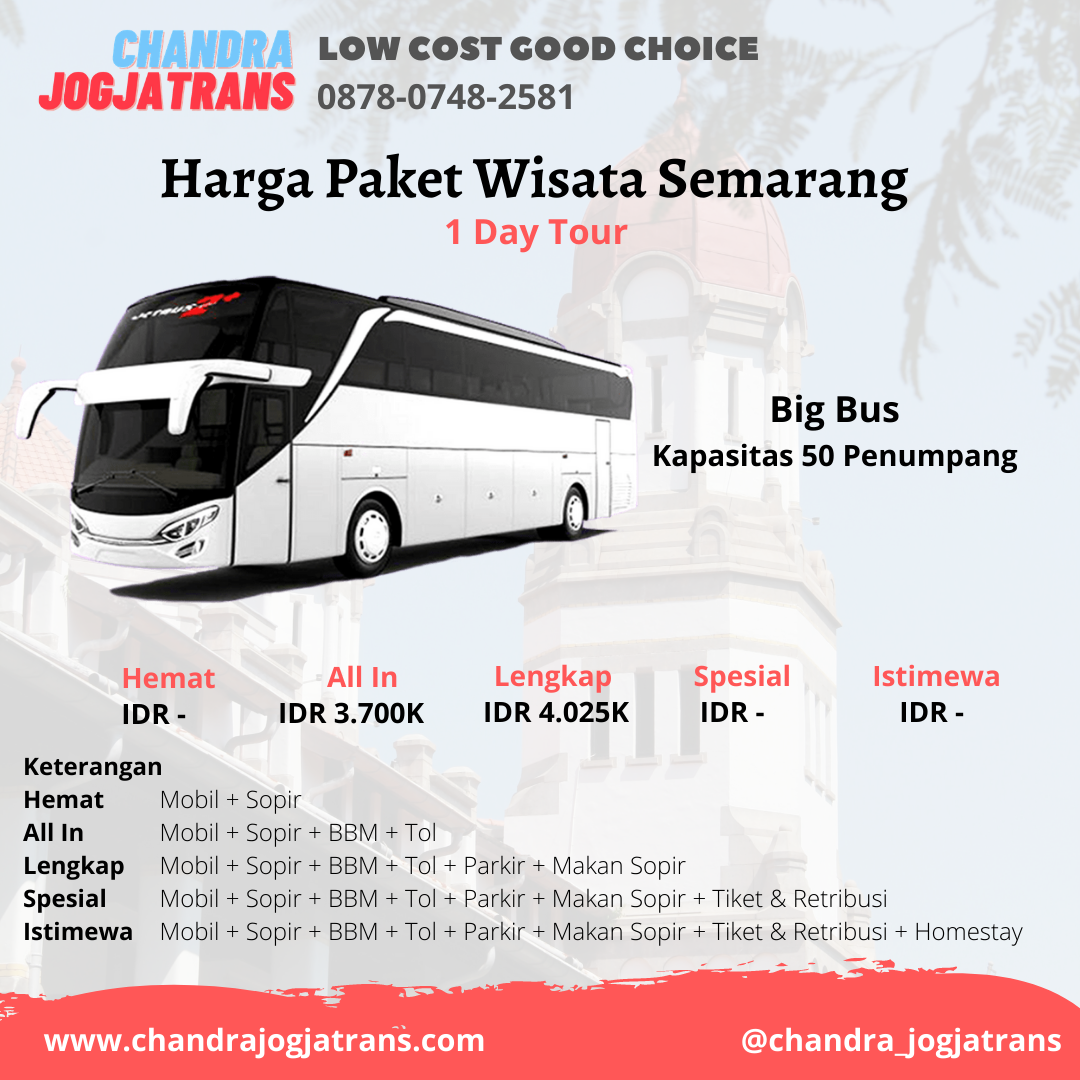 CHANDRA
JOGJATRANS
LOW COST GOOD CHOICE
0878-0748-2581
Harga Paket Wisata Semarang
1 Day Tour
Big Bus
Kapasitas 50 Penumpang
Hemat All In Lengkap Spesial Istimewa
IDR - IDR 3.700K IDR 4.025K IDR - IDR -
Keterangan
Hemat Mobil + Sopir
All In Mobil + Sopir + BBM + Tol
Lengkap Mobil + Sopir + BBM + Tol + Parkir + Makan Sopir
Spesial Mobil + Sopir + BBM + Tol + Parkir + Makan Sopir + Tiket & Retribusi
Istimewa Mobil + Sopir + BBM + Tol + Parkir + Makan Sopir + Tiket & Retribusi + Homestay
www.chandrajogjatrans.com
@chandra_jogjatrans